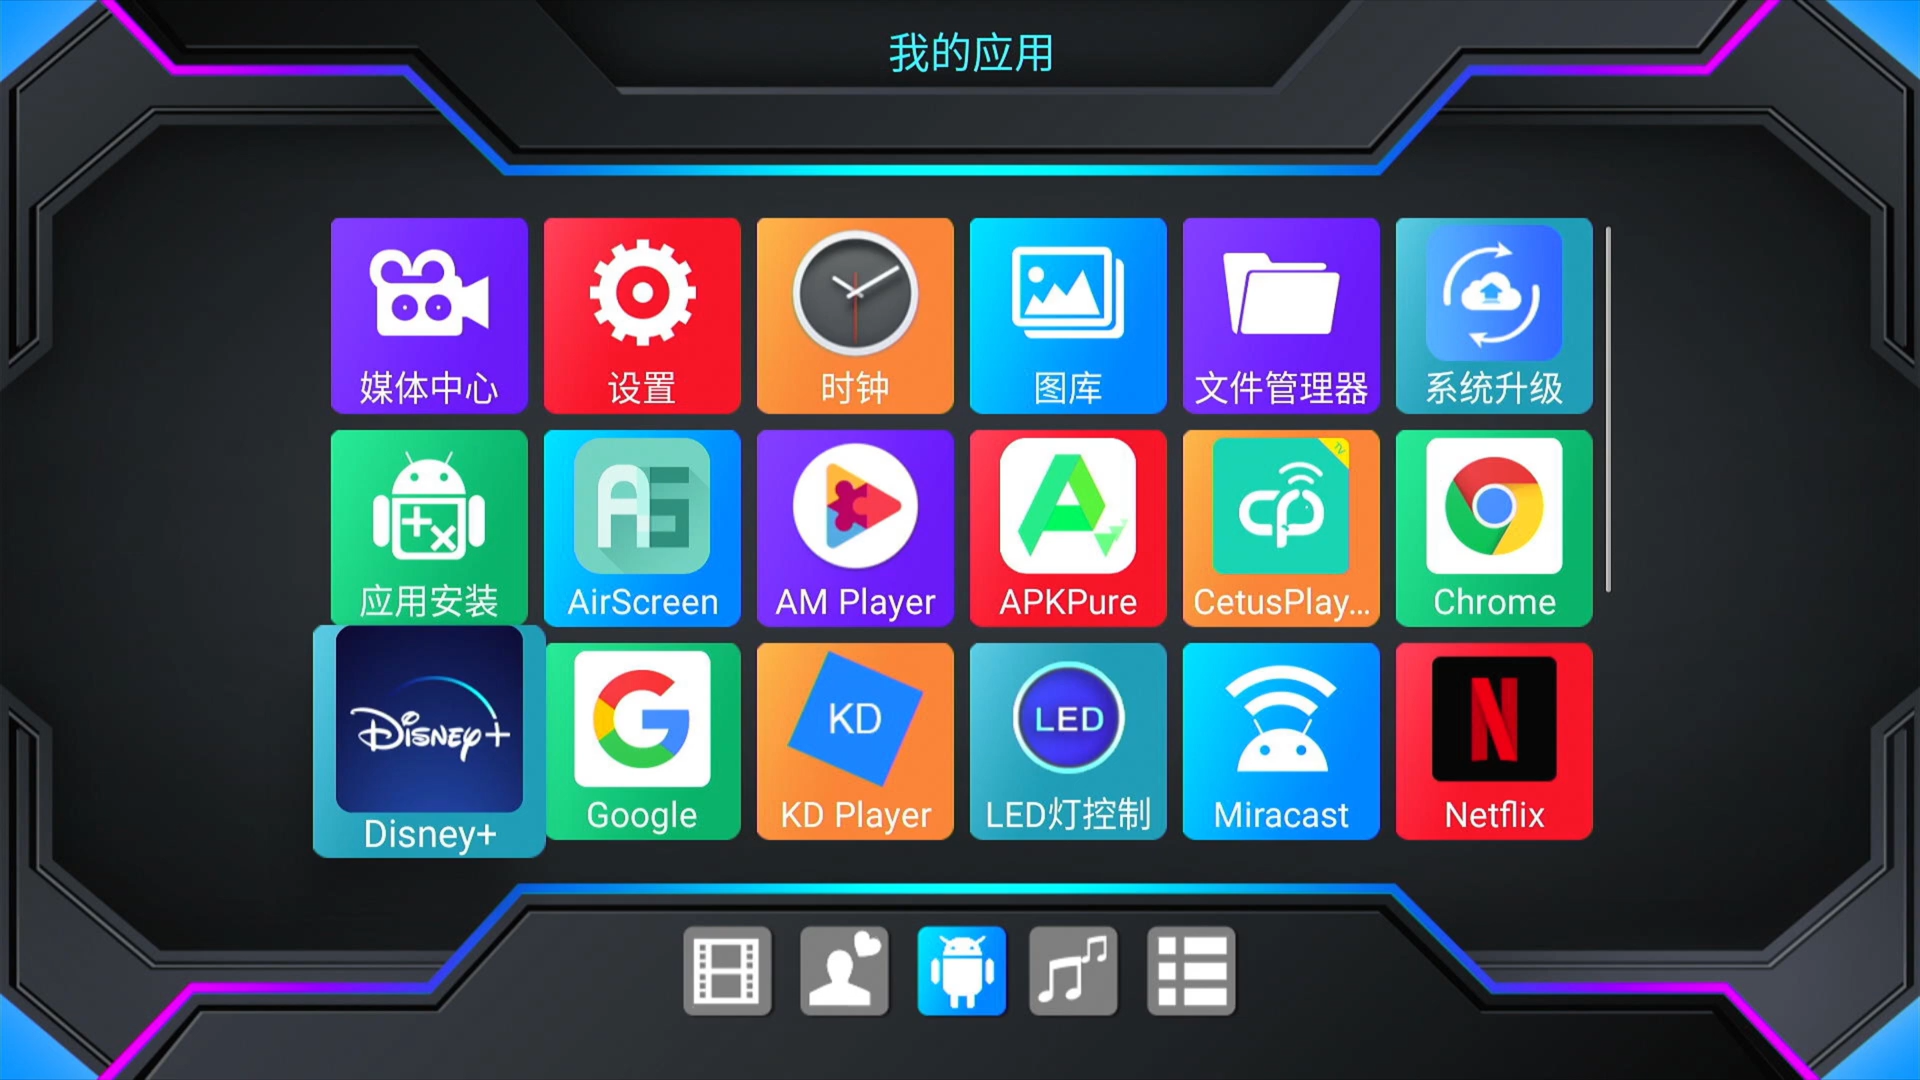 我的应用
媒体中心
设置
时钟
图库
文件管理器
系统升级
应用安装
AS
AirScreen
AM Player
APKPure
TV
CetusPlay...
Chrome
Disney+
Disney+
Google
KD
KD Player
LED
LED灯控制
Miracast
N
Netflix